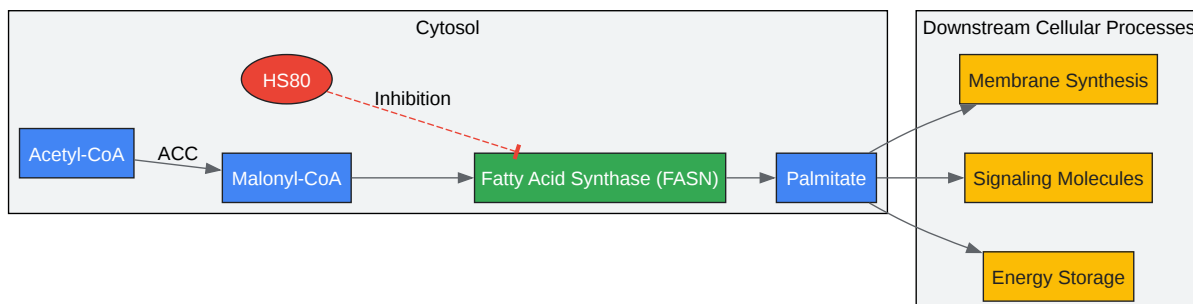 Cytosol
Downstream Cellular Processes
HS80
Inhibition
Acetyl-CoA
ACC
Malonyl-CoA
Fatty Acid Synthase (FASN)
Palmitate
Membrane Synthesis
Signaling Molecules
Energy Storage